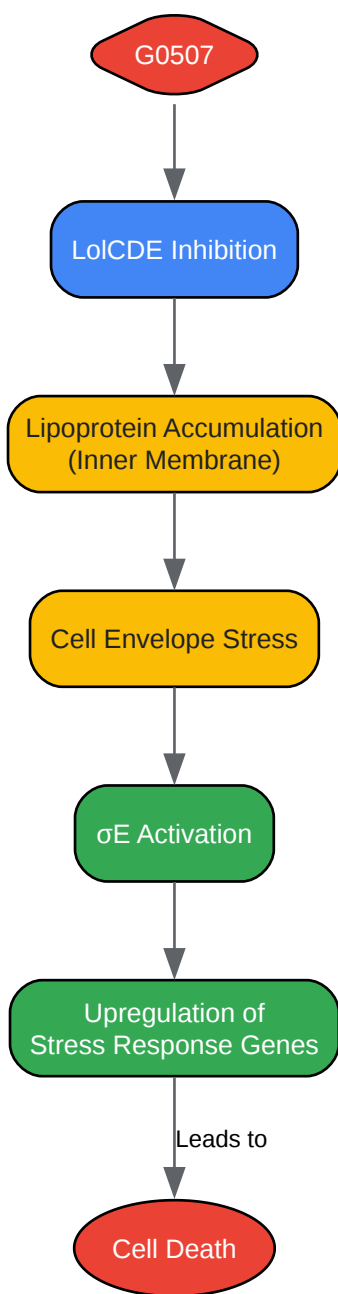 G0507
LolCDE Inhibition
Lipoprotein Accumulation
(Inner Membrane)
Cell Envelope Stress
σE Activation
Upregulation of
Stress Response Genes
Leads to
Cell Death